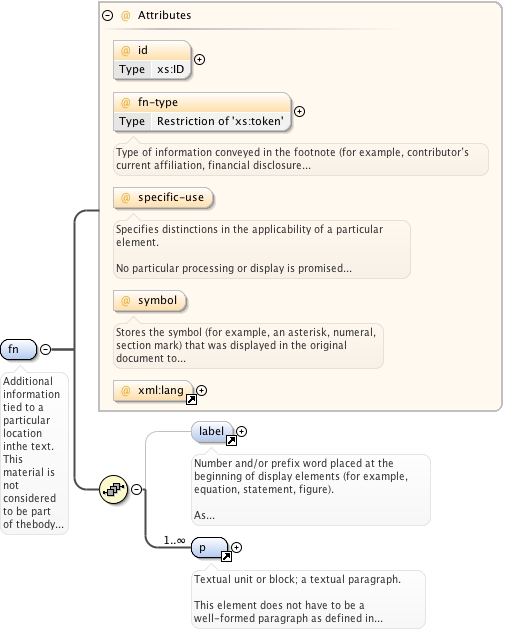 @ Attributes
@ id
Type xs:ID
@ fn-type
Type Restriction of 'xs:token'
Type of information conveyed in the footnote (for example, contributor's
current affiliation, financial disclosure...
@ specific-use
Specifies distinctions in the applicability of a particular
element.
No particular processing or display is promised...
@ symbol
Stores the symbol (for example, an asterisk, numeral,
section mark) that was displayed in the original
document to...
@ xml:lang
fn
Additional
information
tied to a
particular
location
inthe text.
This
material is
not
considered
to be part
of thebody...
label
Number and/or prefix word placed at the
beginning of display elements (for example,
equation, statement, figure).
As...
1..∞
p
Textual unit or block; a textual paragraph.
This element does not have to be a
well-formed paragraph as defined in...